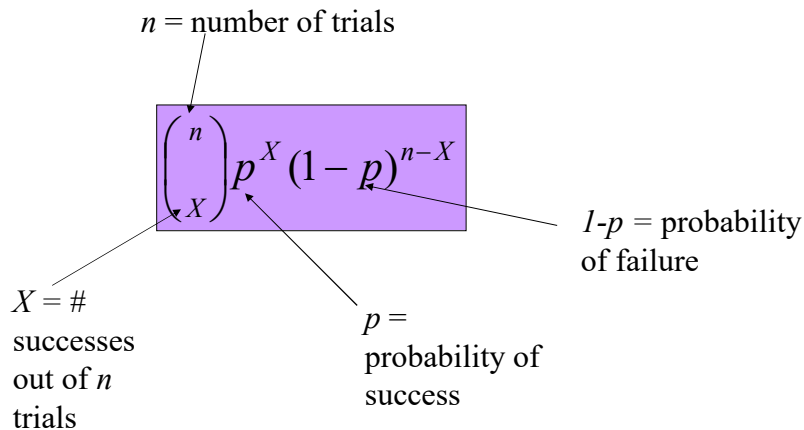 n = number of trials
(n X) p^X (1 − p)^{n−X}
1-p = probability
of failure
X = #
successes
out of n
trials
p =
probability of
success